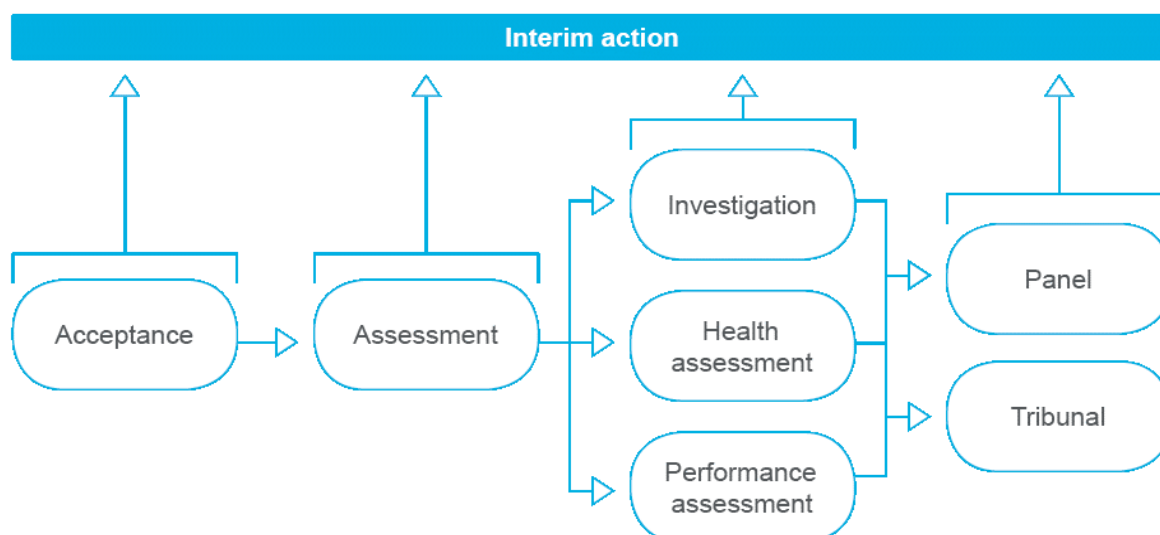 Interim action
Acceptance
Assessment
Investigation
Health
assessment
Performance
assessment
Panel
Tribunal